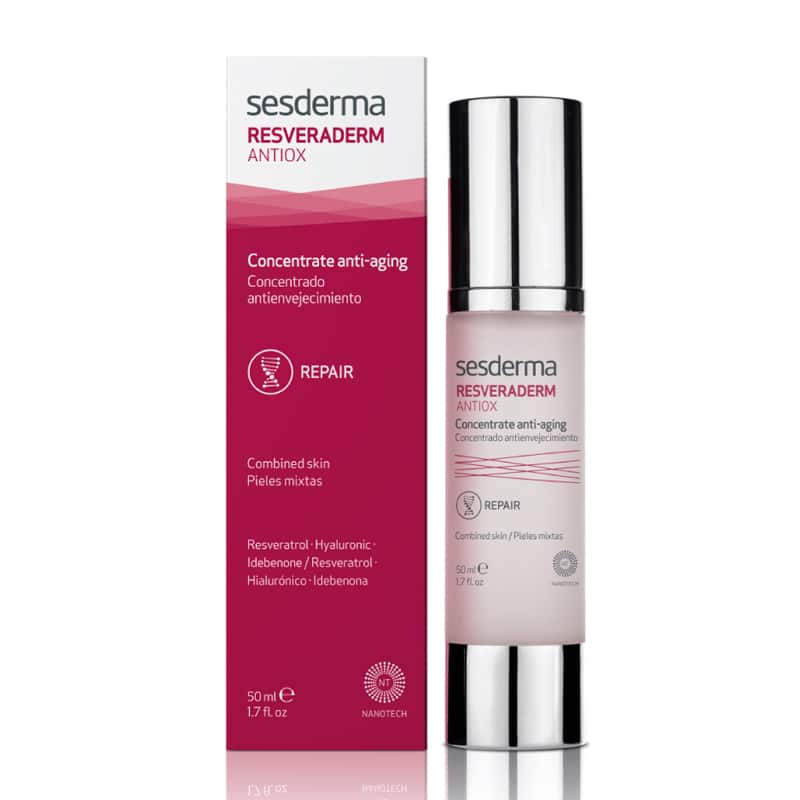 sesderma
RESVERADERM
ANTIOX
Concentrate anti-aging
Concentrado
antienvejecimiento
REPAIR
Combined skin
Pieles mixtas
Resveratrol · Hyaluronic ·
Idebenone / Resveratrol ·
Hialurónico · Idebenona
50 ml ℮
1.7 fl. oz
NT
NANOTECH
sesderma
RESVERADERM
ANTIOX
Concentrate anti-aging
Concentrado antienvejecimiento
REPAIR
Combined skin / Pieles mixtas
50 ml ℮
1.7 fl. oz
NT
NANOTECH